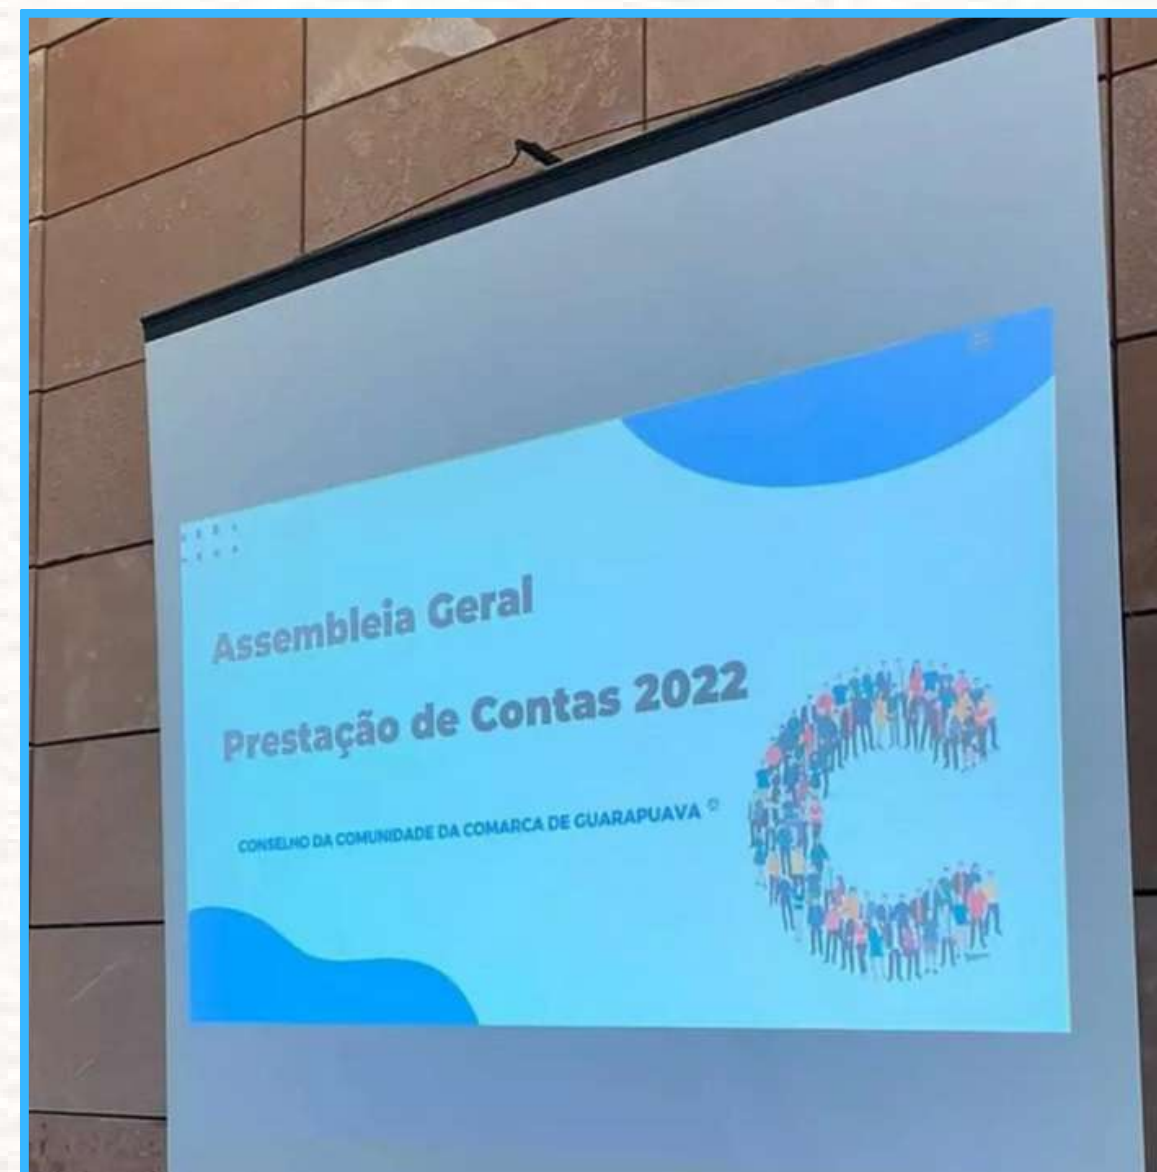 Assembleia Geral
Prestação de Contas 2022
CONSELHO DA COMUNIDADE DA COMARCA DE GUARAPUAVA